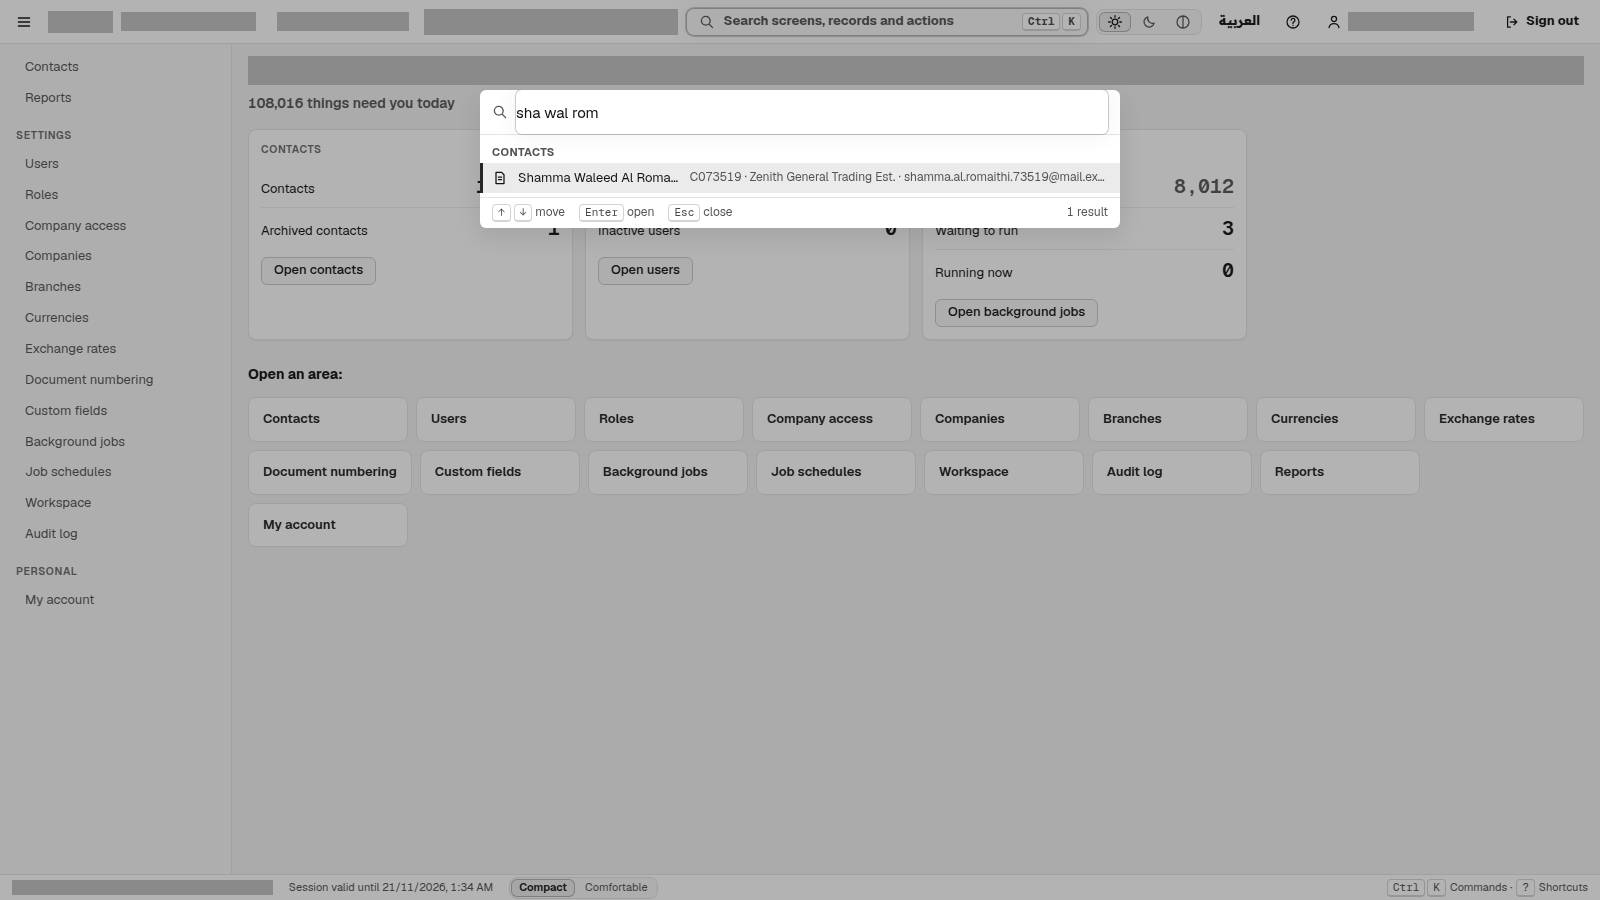 Search screens, records and actions Ctrl K العربية Sign out
Contacts
Reports
SETTINGS
Users
Roles
Company access
Companies
Branches
Currencies
Exchange rates
Document numbering
Custom fields
Background jobs
Job schedules
Workspace
Audit log
PERSONAL
My account
108,016 things need you today
sha wal rom
CONTACTS
Shamma Waleed Al Roma… C073519 · Zenith General Trading Est. · shamma.al.romaithi.73519@mail.ex…
↑ ↓ move Enter open Esc close 1 result
CONTACTS
Contacts
Archived contacts 1
Open contacts
Inactive users 0
Open users
8,012
Waiting to run 3
Running now 0
Open background jobs
Open an area:
Contacts Users Roles Company access Companies Branches Currencies Exchange rates
Document numbering Custom fields Background jobs Job schedules Workspace Audit log Reports
My account
Session valid until 21/11/2026, 1:34 AM Compact Comfortable Ctrl K Commands · ? Shortcuts